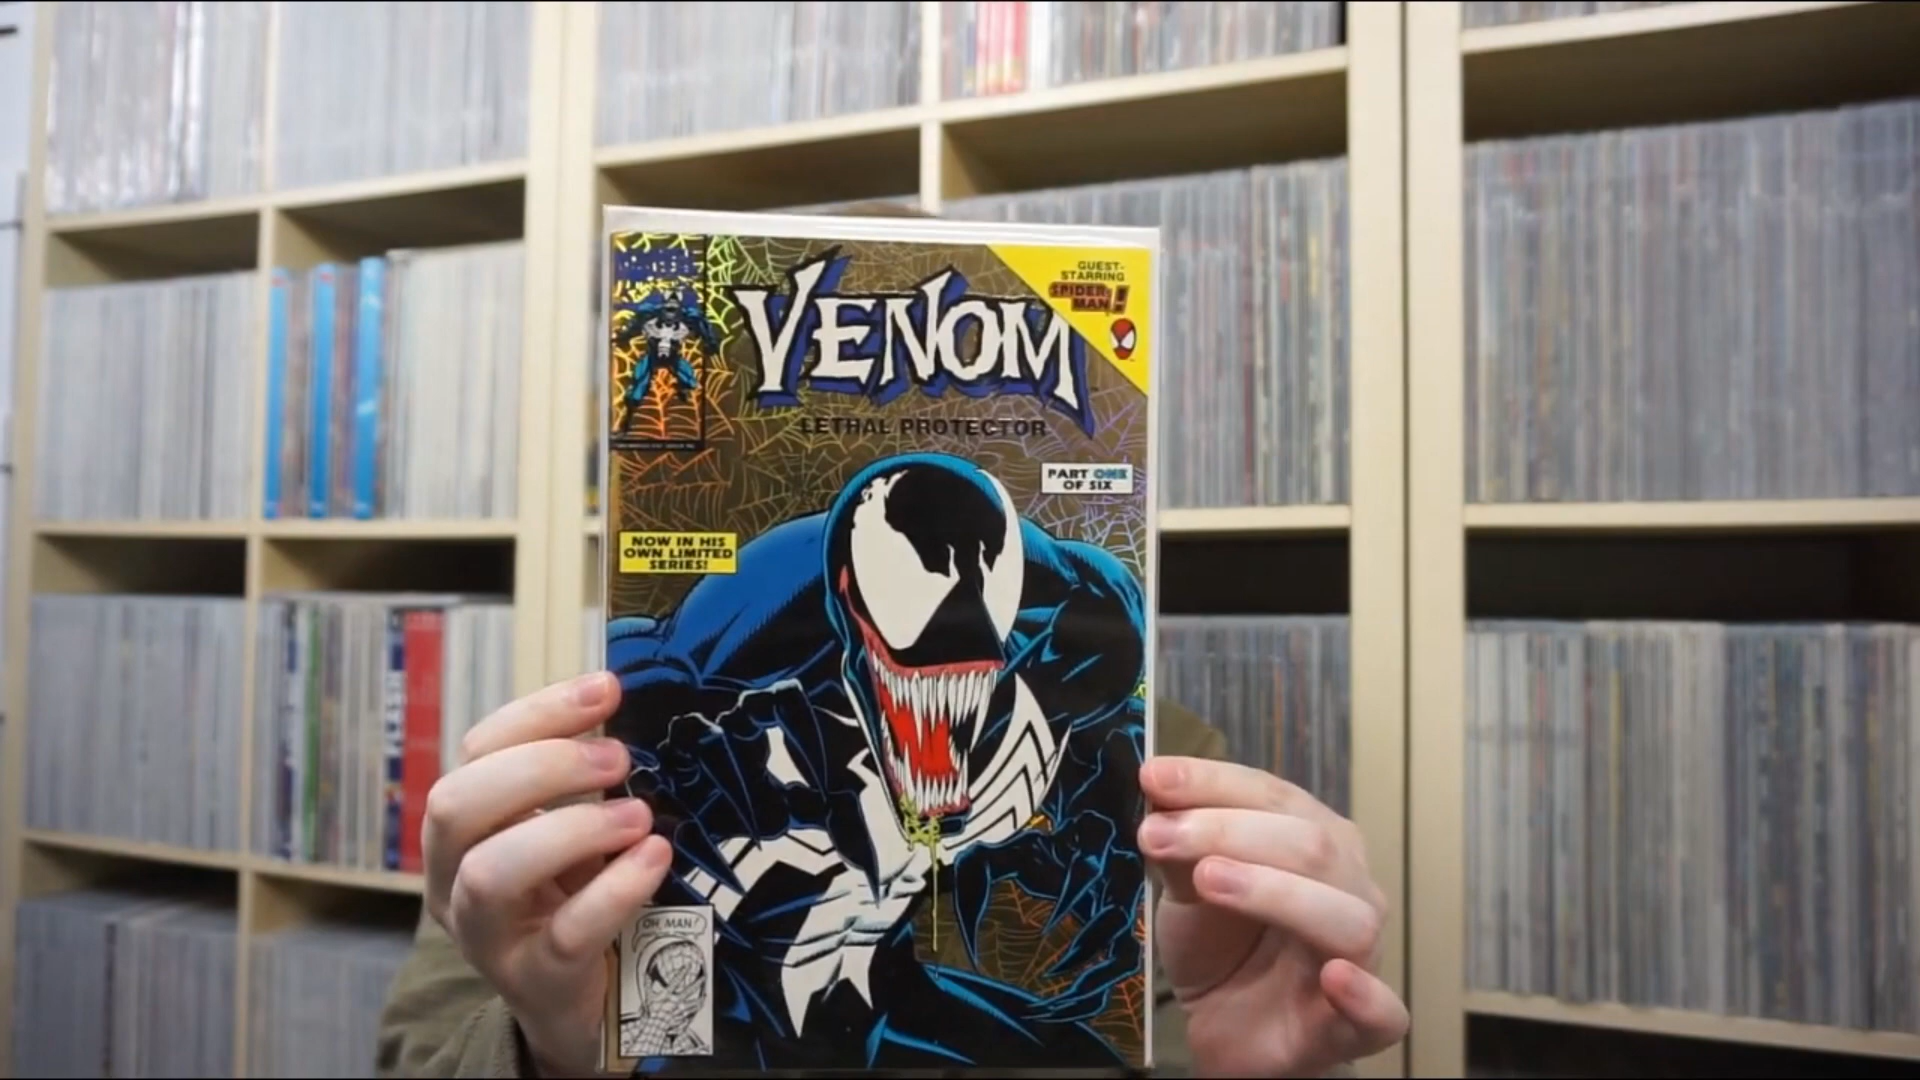 VENOM
GUEST-
STARRING
SPIDER-
MAN!
LETHAL PROTECTOR
PART ONE
OF SIX
NOW IN HIS
OWN LIMITED
SERIES!
OH, MAN!